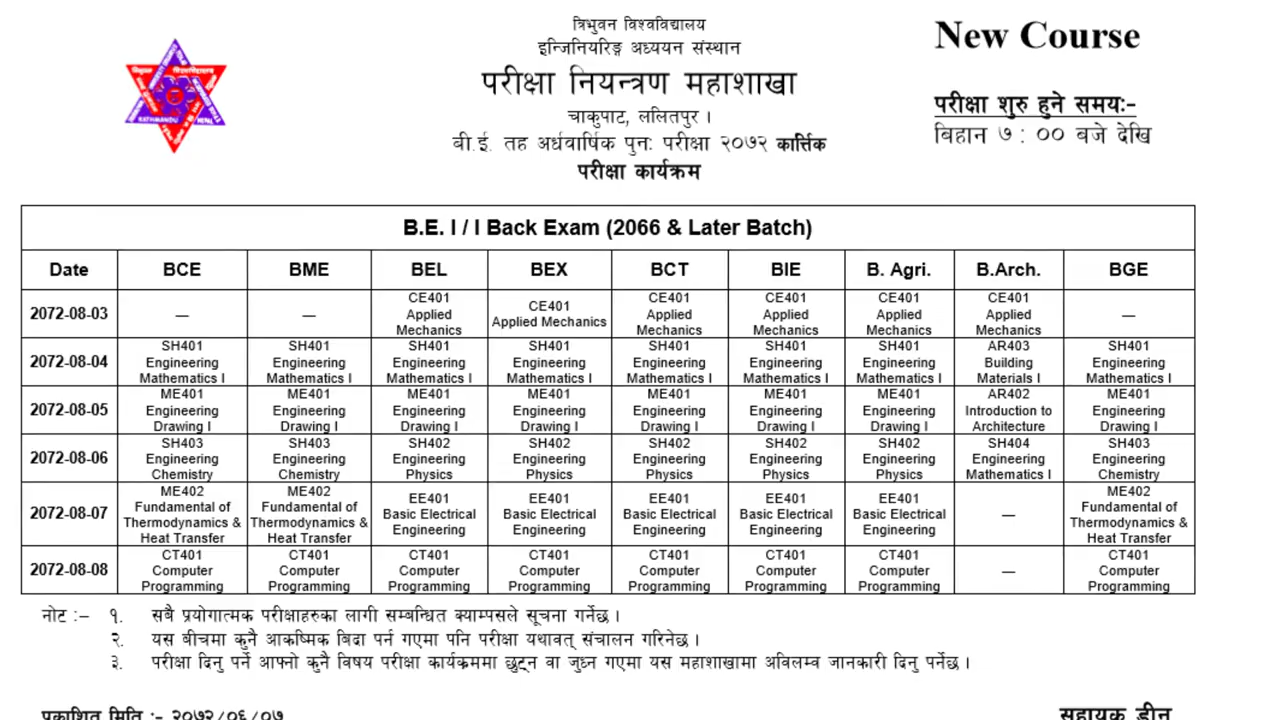 त्रिभुवन विश्वविद्यालय
इन्जिनियरिङ्ग अध्ययन संस्थान
परीक्षा नियन्त्रण महाशाखा
चाकुपाट, ललितपुर ।
बी.ई. तह अर्धवार्षिक पुनः परीक्षा २०७२ कार्त्तिक
परीक्षा कार्यक्रम
New Course
परीक्षा शुरु हुने समयः-
बिहान ७ : ०० बजे देखि
KATHMANDU NEPAL
B.E. I / I Back Exam (2066 & Later Batch)
Date BCE BME BEL BEX BCT BIE B. Agri. B.Arch. BGE
2072-08-03 — — CE401 Applied Mechanics CE401 Applied Mechanics CE401 Applied Mechanics CE401 Applied Mechanics CE401 Applied Mechanics CE401 Applied Mechanics —
2072-08-04 SH401 Engineering Mathematics I SH401 Engineering Mathematics I SH401 Engineering Mathematics I SH401 Engineering Mathematics I SH401 Engineering Mathematics I SH401 Engineering Mathematics I SH401 Engineering Mathematics I AR403 Building Materials I SH401 Engineering Mathematics I
2072-08-05 ME401 Engineering Drawing I ME401 Engineering Drawing I ME401 Engineering Drawing I ME401 Engineering Drawing I ME401 Engineering Drawing I ME401 Engineering Drawing I ME401 Engineering Drawing I AR402 Introduction to Architecture ME401 Engineering Drawing I
2072-08-06 SH403 Engineering Chemistry SH403 Engineering Chemistry SH402 Engineering Physics SH402 Engineering Physics SH402 Engineering Physics SH402 Engineering Physics SH402 Engineering Physics SH404 Engineering Mathematics I SH403 Engineering Chemistry
2072-08-07 ME402 Fundamental of Thermodynamics & Heat Transfer ME402 Fundamental of Thermodynamics & Heat Transfer EE401 Basic Electrical Engineering EE401 Basic Electrical Engineering EE401 Basic Electrical Engineering EE401 Basic Electrical Engineering EE401 Basic Electrical Engineering — ME402 Fundamental of Thermodynamics & Heat Transfer
2072-08-08 CT401 Computer Programming CT401 Computer Programming CT401 Computer Programming CT401 Computer Programming CT401 Computer Programming CT401 Computer Programming CT401 Computer Programming — CT401 Computer Programming
नोट :– १. सबै प्रयोगात्मक परीक्षाहरुका लागी सम्बन्धित क्याम्पसले सूचना गर्नेछ ।
२. यस बीचमा कुनै आकष्मिक बिदा पर्न गएमा पनि परीक्षा यथावत् संचालन गरिनेछ ।
३. परीक्षा दिनु पर्ने आफ्नो कुनै विषय परीक्षा कार्यक्रममा छुट्न वा जुध्न गएमा यस महाशाखामा अविलम्व जानकारी दिनु पर्नेछ ।
प्रकाशित मिति :- २०७२/०६/०७
सहायक डीन